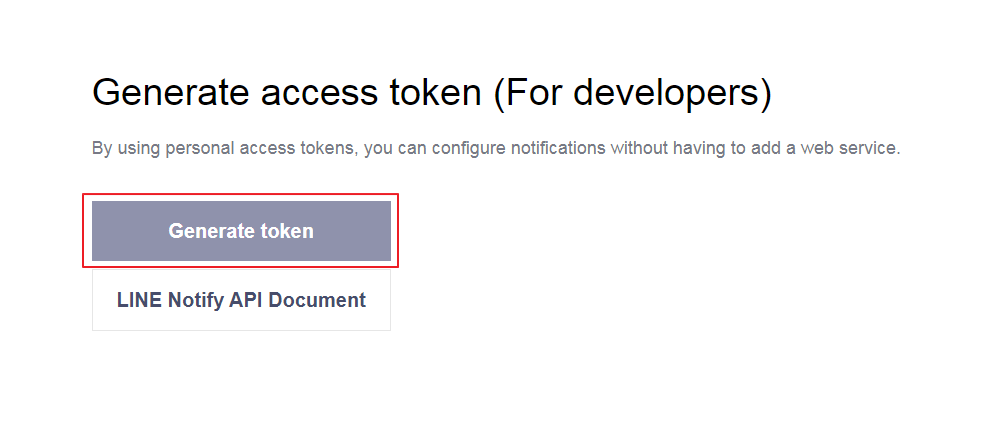 Generate access token (For developers)
By using personal access tokens, you can configure notifications without having to add a web service.
Generate token
LINE Notify API Document